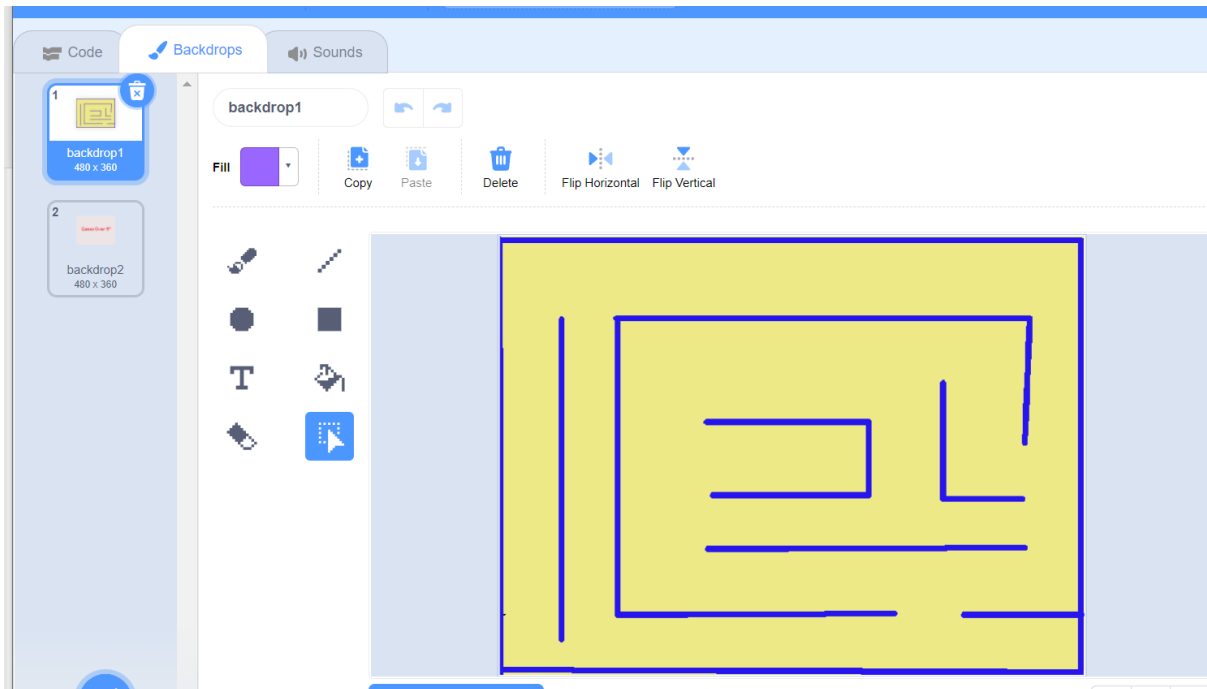 Code
Backdrops
Sounds
1
backdrop1
480 x 360
2
backdrop2
480 x 360
backdrop1
Fill
Copy
Paste
Delete
Flip Horizontal
Flip Vertical
T